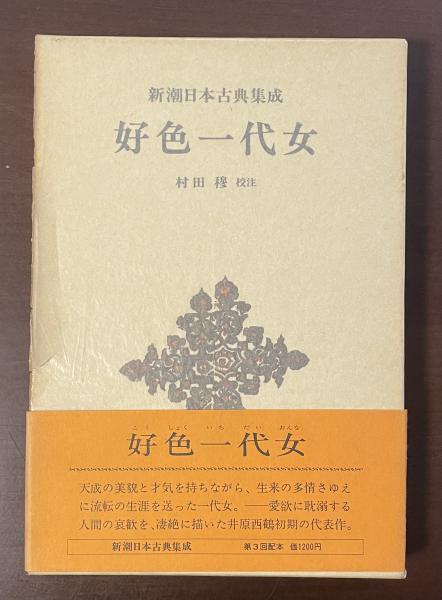 新潮日本古典集成
好色一代女
村田 穆 校注
こう しょく いち だい おんな
好色一代女
天成の美貌と才気を持ちながら、生来の多情さゆえ
に流転の生涯を送った一代女。──愛欲に耽溺する
人間の哀歓を、凄絶に描いた井原西鶴初期の代表作。
新潮日本古典集成 第3回配本 価1200円